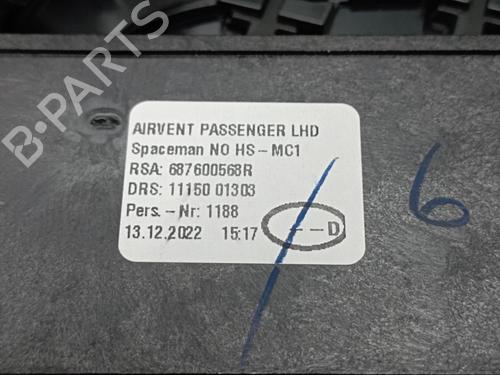 AIRVENT PASSENGER LHD
Spaceman NO HS-MC1
RSA: 687600568R
DRS: 11150 01303
Pers. -Nr: 1188
13.12.2022 15:17 --D
6
B-PARTS